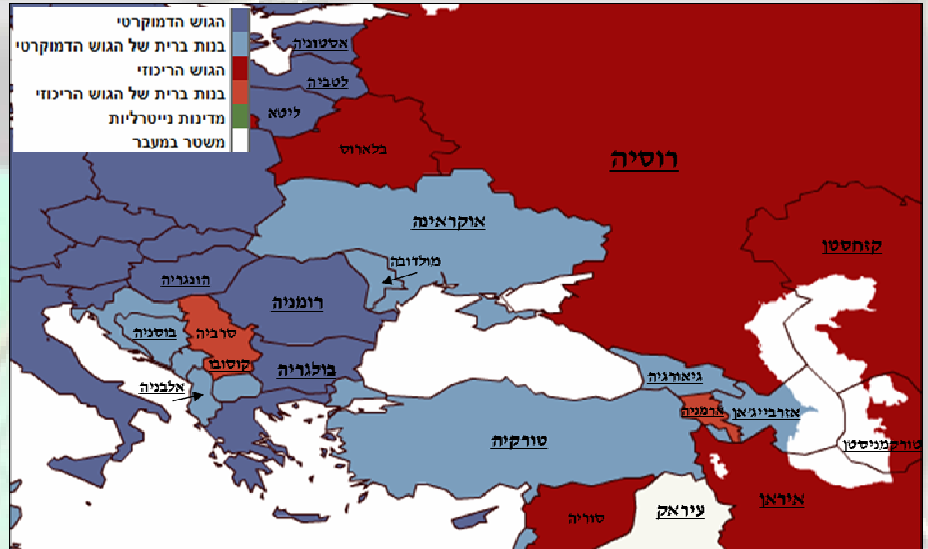 הגוש הדמוקרטי
בנות ברית של הגוש הדמוקרטי
הגוש הריכוזי
בנות ברית של הגוש הריכוזי
מדינות נייטרליות
משטר במעבר
אסטוניה
לטביה
ליטא
בלארוס
רוסיה
אוקראינה
קזחסטן
מולדובה
הונגריה
רומניה
בוסניה
סרביה
קוסובו
בולגריה
אלבניה
גיאורגיה
ארמניה
אזרבייג'אן
טורקיה
טורקמניסטן
איראן
עיראק
סוריה